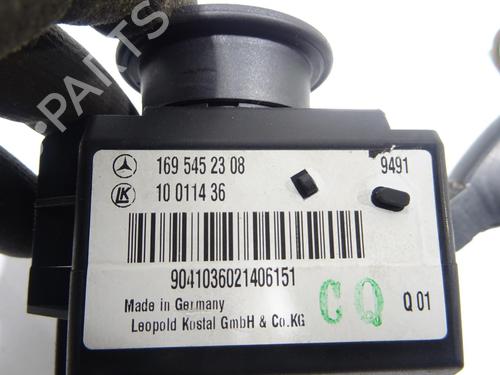 169 545 23 08 9491
LK 10 0114 36
9041036021406151
Made in Germany CQ Q 01
Leopold Kostal GmbH & Co.KG
PARTS